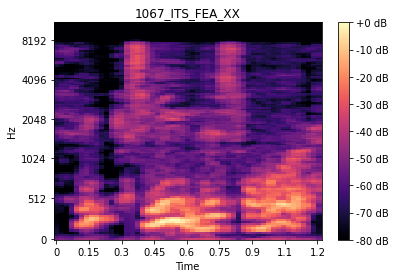 1067_ITS_FEA_XX
Hz
8192
4096
2048
1024
512
0
0 0.15 0.3 0.45 0.6 0.75 0.9 1.1 1.2
Time
+0 dB
-10 dB
-20 dB
-30 dB
-40 dB
-50 dB
-60 dB
-70 dB
-80 dB